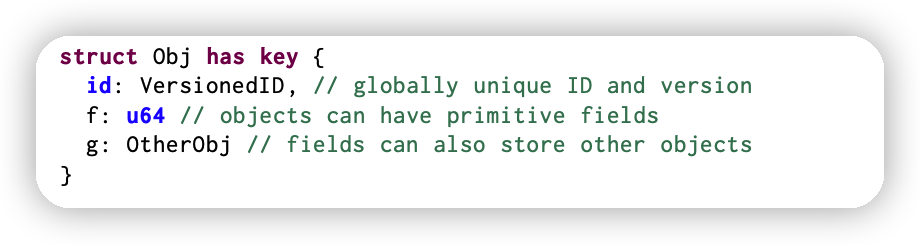 struct Obj has key {
id: VersionedID, // globally unique ID and version
f: u64 // objects can have primitive fields
g: OtherObj // fields can also store other objects
}